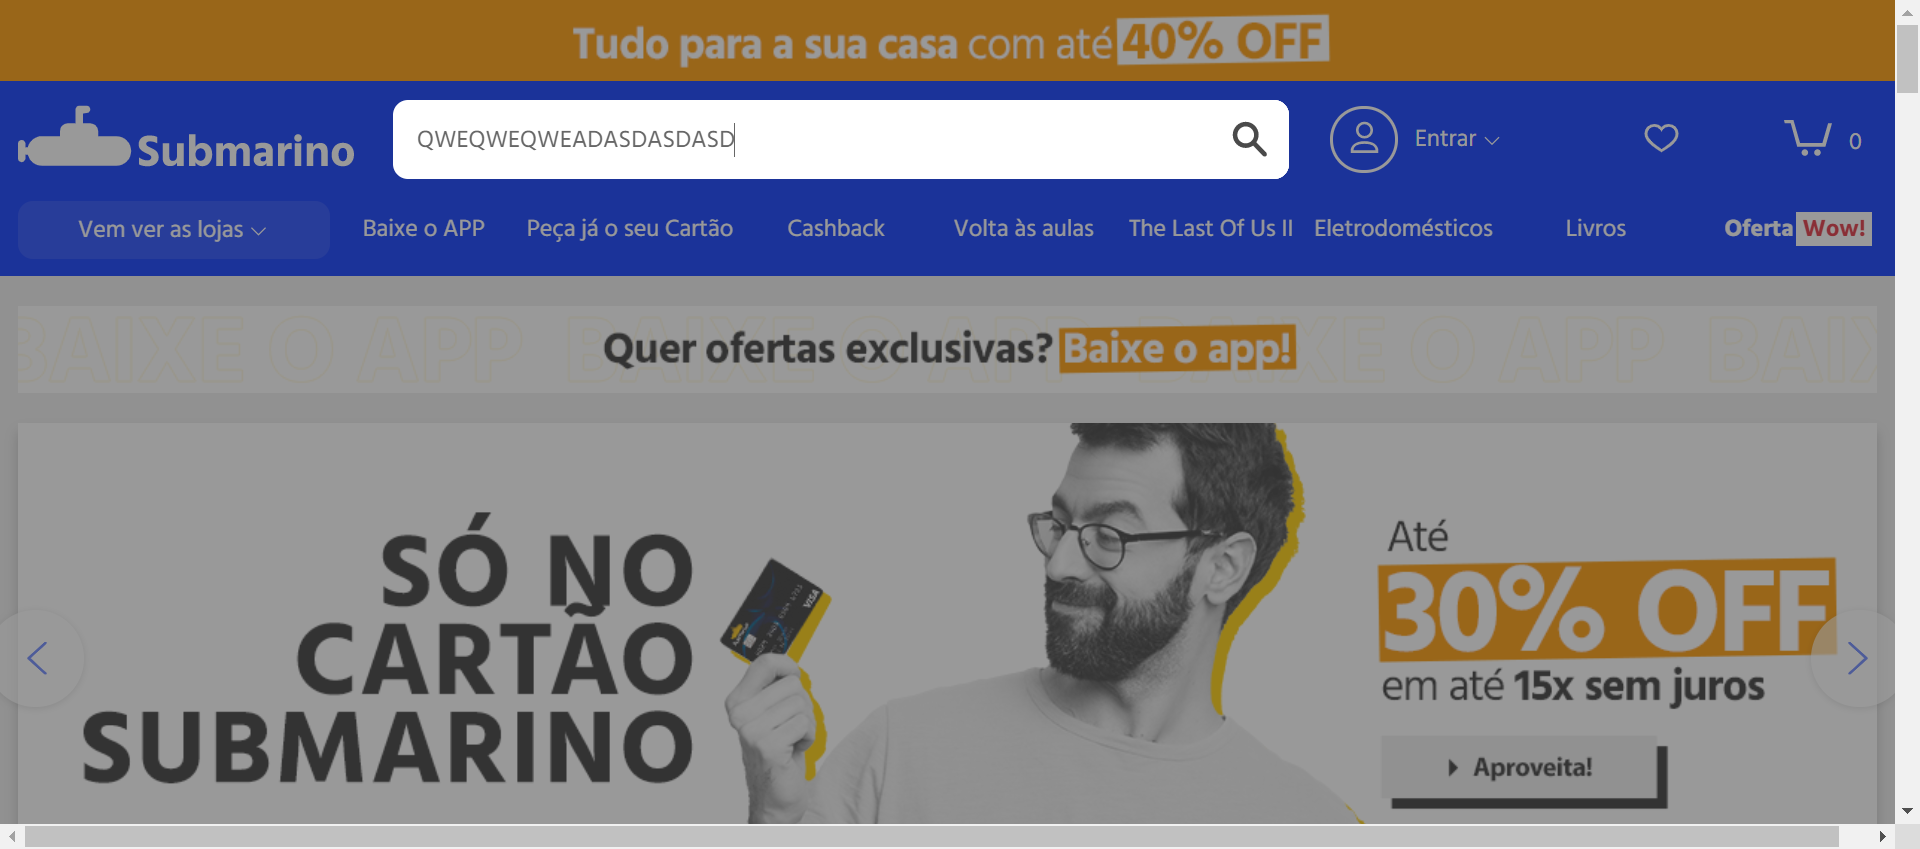 Tudo para a sua casa com até 40% OFF
Submarino
QWEQWEQWEADASDASDASD
Entrar
0
Vem ver as lojas
Baixe o APP
Peça já o seu Cartão
Cashback
Volta às aulas
The Last Of Us II
Eletrodomésticos
Livros
Oferta Wow!
BAIXE O APP BAIXE O APP BAIXE O APP BAIX
Quer ofertas exclusivas? Baixe o app!
SÓ NO
CARTÃO
SUBMARINO
VISA
Até
30% OFF
em até 15x sem juros
Aproveita!